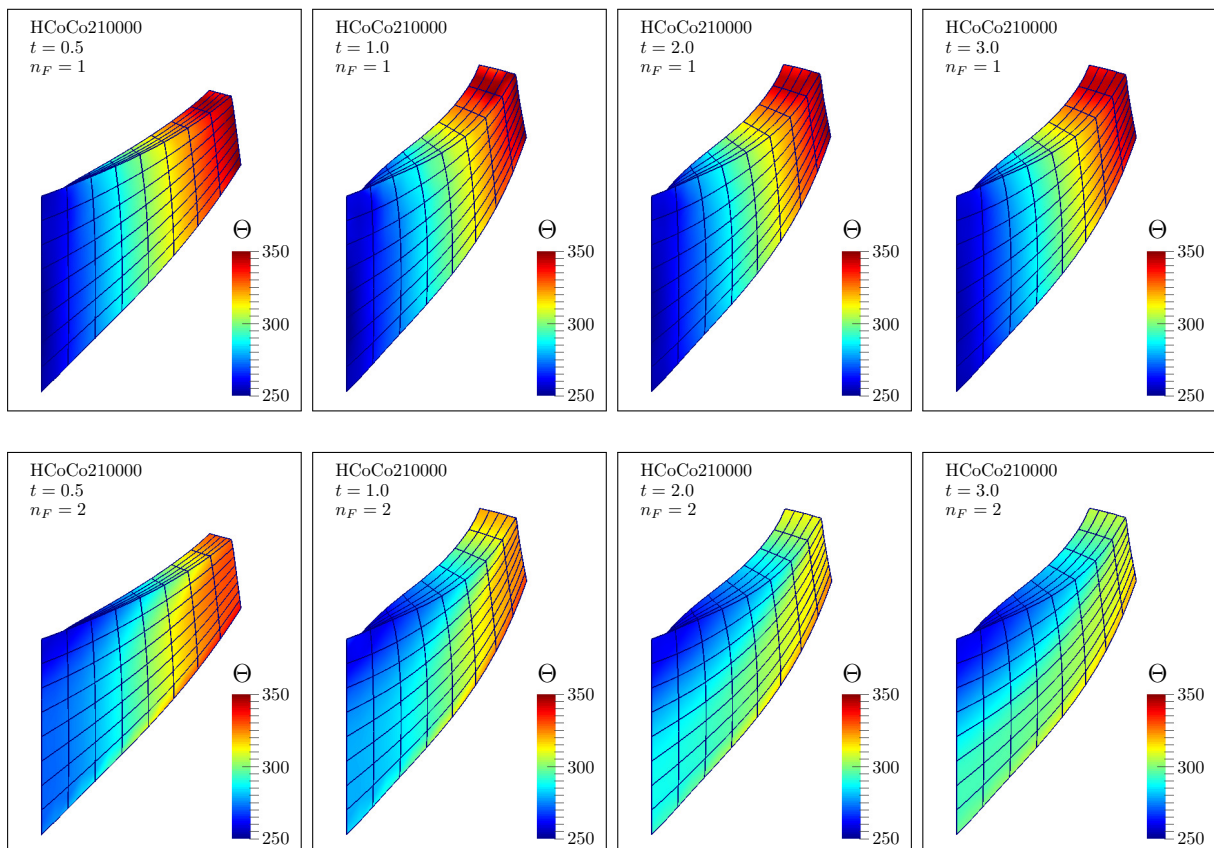 HCoCo210000
t = 0.5
n_F = 1
Θ
350
300
250
HCoCo210000
t = 1.0
n_F = 1
Θ
350
300
250
HCoCo210000
t = 2.0
n_F = 1
Θ
350
300
250
HCoCo210000
t = 3.0
n_F = 1
Θ
350
300
250
HCoCo210000
t = 0.5
n_F = 2
Θ
350
300
250
HCoCo210000
t = 1.0
n_F = 2
Θ
350
300
250
HCoCo210000
t = 2.0
n_F = 2
Θ
350
300
250
HCoCo210000
t = 3.0
n_F = 2
Θ
350
300
250